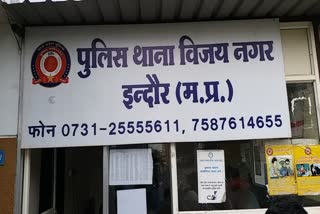 पुलिस थाना विजय नगर
इन्दौर (म.प्र.)
फोन 0731-25555611, 7587614655